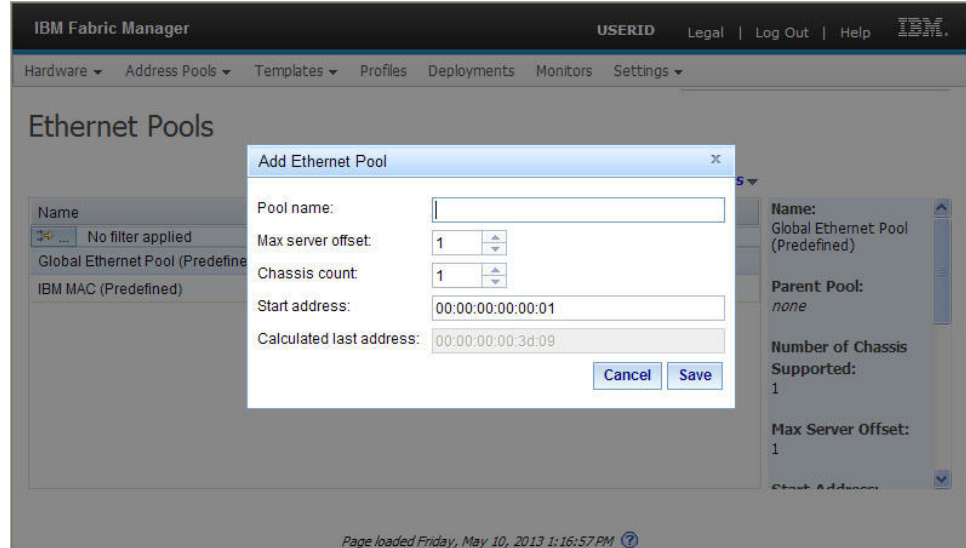 IBM Fabric Manager
USERID Legal | Log Out | Help IBM.
Hardware Address Pools Templates Profiles Deployments Monitors Settings
Ethernet Pools
Add Ethernet Pool x
Pool name:
Max server offset: 1
Chassis count: 1
Start address: 00:00:00:00:00:01
Calculated last address: 00:00:00:00:3d:09
Cancel Save
Name
... No filter applied
Global Ethernet Pool (Predefine
IBM MAC (Predefined)
Name:
Global Ethernet Pool
(Predefined)
Parent Pool:
none
Number of Chassis
Supported:
1
Max Server Offset:
1
Start Address:
Page loaded Friday, May 10, 2013 1:16:57 PM ?